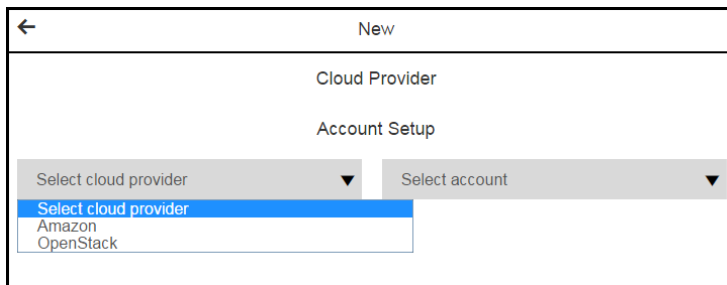 New
Cloud Provider
Account Setup
Select cloud provider Select account
Select cloud provider
Amazon
OpenStack